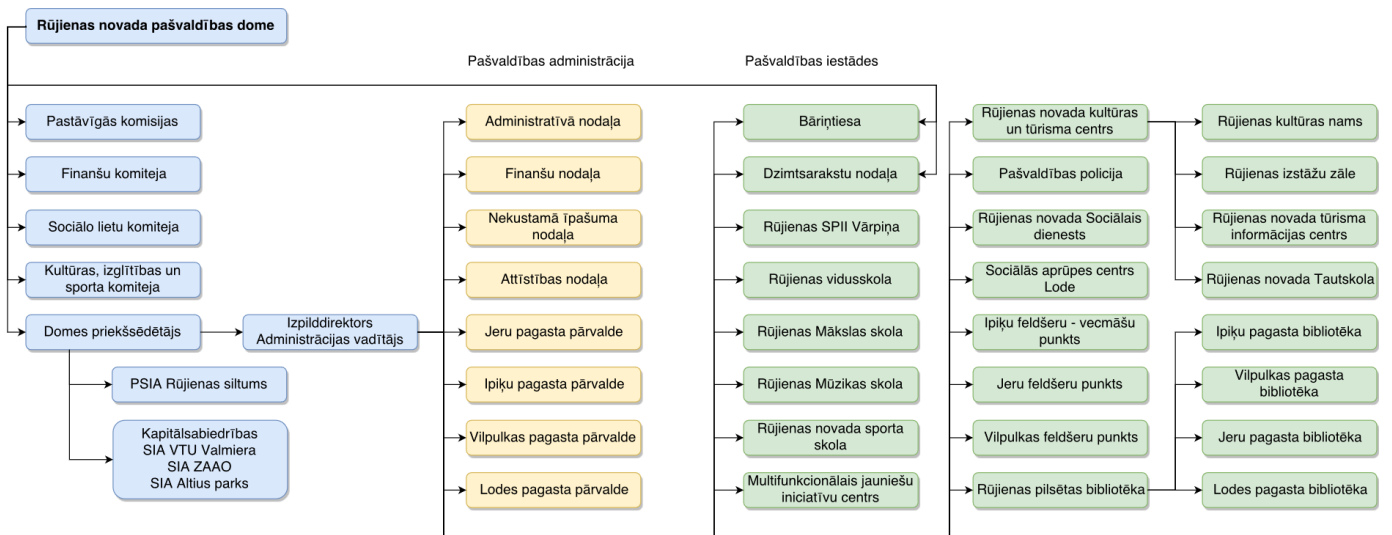 Rūjienas novada pašvaldības dome
Pašvaldības administrācija
Pašvaldības iestādes
Pastāvīgās komisijas
Finanšu komiteja
Sociālo lietu komiteja
Kultūras, izglītības un
sporta komiteja
Domes priekšsēdētājs
PSIA Rūjienas siltums
Kapitālsabiedrības
SIA VTU Valmiera
SIA ZAAO
SIA Altius parks
Izpilddirektors
Administrācijas vadītājs
Administratīvā nodaļa
Finanšu nodaļa
Nekustamā īpašuma
nodaļa
Attīstības nodaļa
Jeru pagasta pārvalde
Ipiķu pagasta pārvalde
Vilpulkas pagasta pārvalde
Lodes pagasta pārvalde
Bāriņtiesa
Dzimtsarakstu nodaļa
Rūjienas SPII Vārpiņa
Rūjienas vidusskola
Rūjienas Mākslas skola
Rūjienas Mūzikas skola
Rūjienas novada sporta
skola
Multifunkcionālais jauniešu
iniciatīvu centrs
Rūjienas novada kultūras
un tūrisma centrs
Pašvaldības policija
Rūjienas novada Sociālais
dienests
Sociālās aprūpes centrs
Lode
Ipiķu feldšeru - vecmāšu
punkts
Jeru feldšeru punkts
Vilpulkas feldšeru punkts
Rūjienas pilsētas bibliotēka
Rūjienas kultūras nams
Rūjienas izstāžu zāle
Rūjienas novada tūrisma
informācijas centrs
Rūjienas novada Tautskola
Ipiķu pagasta bibliotēka
Vilpulkas pagasta
bibliotēka
Jeru pagasta bibliotēka
Lodes pagasta bibliotēka